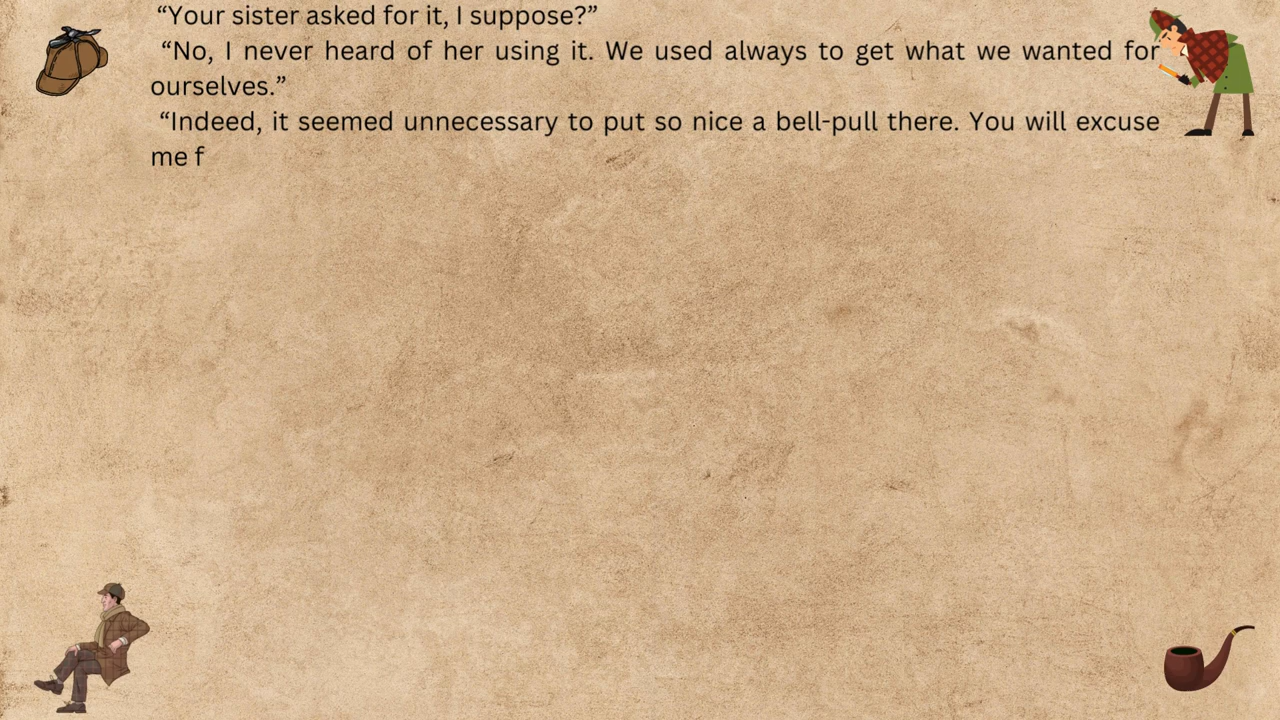 “Your sister asked for it, I suppose?”
“No, I never heard of her using it. We used always to get what we wanted for
ourselves.”
“Indeed, it seemed unnecessary to put so nice a bell-pull there. You will excuse
me f